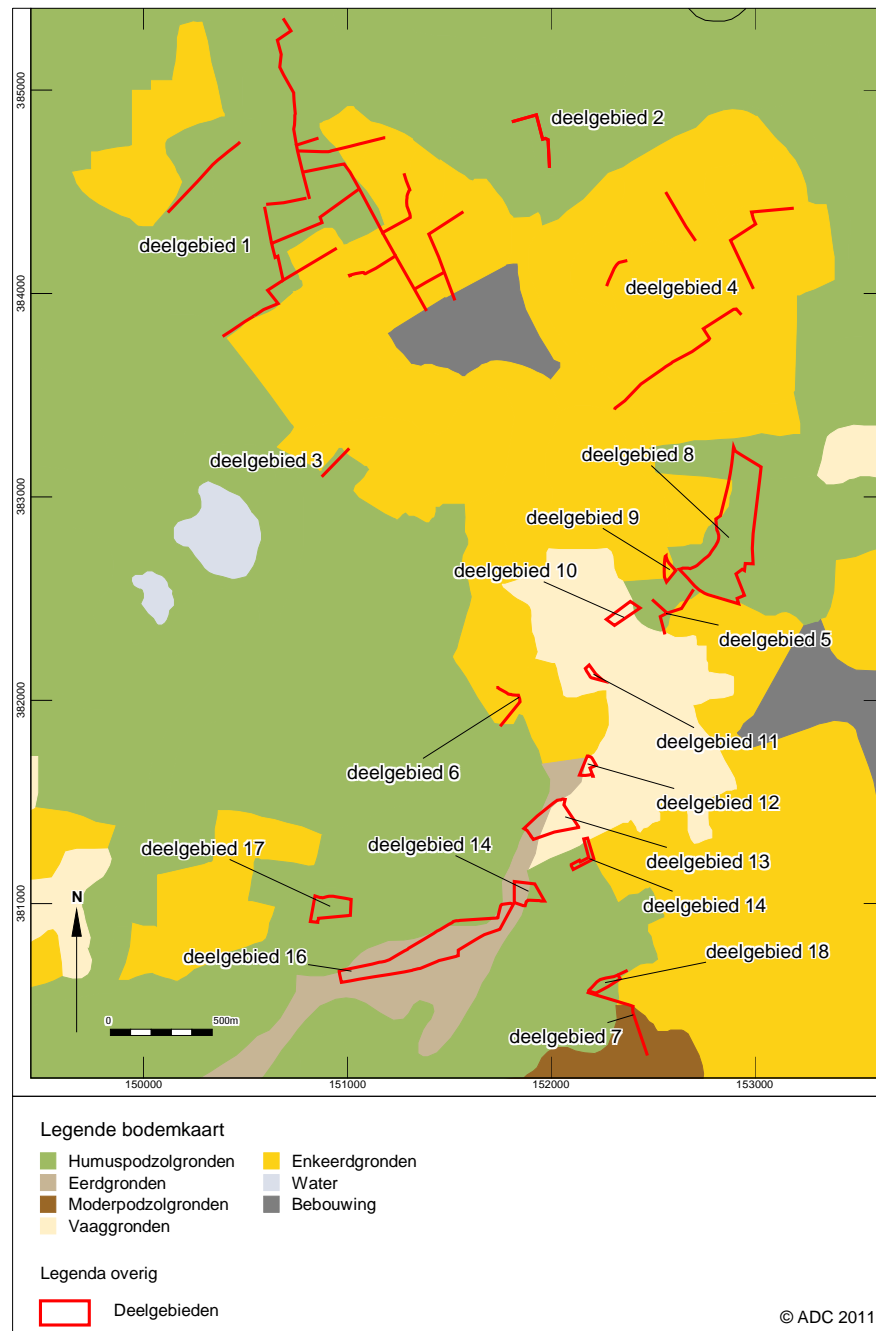 385000
384000
383000
382000
381000
deelgebied 2
deelgebied 1
deelgebied 4
deelgebied 3
deelgebied 8
deelgebied 9
deelgebied 10
deelgebied 5
deelgebied 11
deelgebied 6
deelgebied 12
deelgebied 17
deelgebied 14
deelgebied 13
deelgebied 14
N
deelgebied 16
deelgebied 18
deelgebied 7
0 500m
150000 151000 152000 153000
Legende bodemkaart
Humuspodzolgronden Enkeerdgronden
Eerdgronden Water
Moderpodzolgronden Bebouwing
Vaaggronden
Legenda overig
Deelgebieden
© ADC 2011